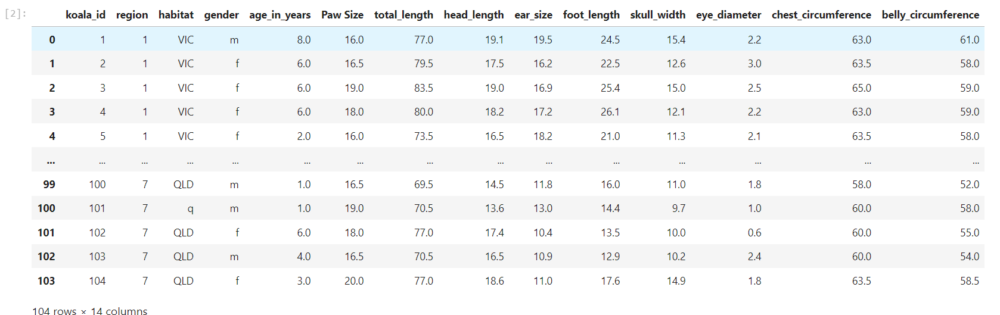 [2]:
koala_id region habitat gender age_in_years Paw Size total_length head_length ear_size foot_length skull_width eye_diameter chest_circumference belly_circumference
0 1 1 VIC m 8.0 16.0 77.0 19.1 19.5 24.5 15.4 2.2 63.0 61.0
1 2 1 VIC f 6.0 16.5 79.5 17.5 16.2 22.5 12.6 3.0 63.5 58.0
2 3 1 VIC f 6.0 19.0 83.5 19.0 16.9 25.4 15.0 2.5 65.0 59.0
3 4 1 VIC f 6.0 18.0 80.0 18.2 17.2 26.1 12.1 2.2 63.0 59.0
4 5 1 VIC f 2.0 16.0 73.5 16.5 18.2 21.0 11.3 2.1 63.5 58.0
... ... ... ... ... ... ... ... ... ... ... ... ... ... ...
99 100 7 QLD m 1.0 16.5 69.5 14.5 11.8 16.0 11.0 1.8 58.0 52.0
100 101 7 q m 1.0 19.0 70.5 13.6 13.0 14.4 9.7 1.0 60.0 58.0
101 102 7 QLD f 6.0 18.0 77.0 17.4 10.4 13.5 10.0 0.6 60.0 55.0
102 103 7 QLD m 4.0 16.5 70.5 16.5 10.9 12.9 10.2 2.4 60.0 54.0
103 104 7 QLD f 3.0 20.0 77.0 18.6 11.0 17.6 14.9 1.8 63.5 58.5
104 rows × 14 columns